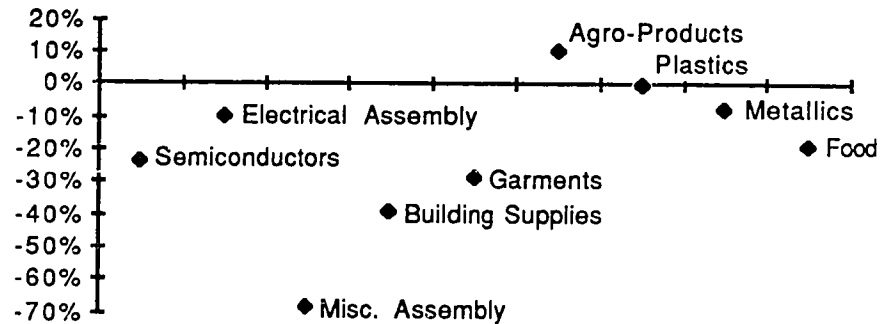 20%
Agro-Products
10%
Plastics
0%
-10%
Electrical Assembly
Metallics
-20%
Semiconductors
Food
-30%
Garments
-40%
Building Supplies
-50%
-60%
-70%
Misc. Assembly